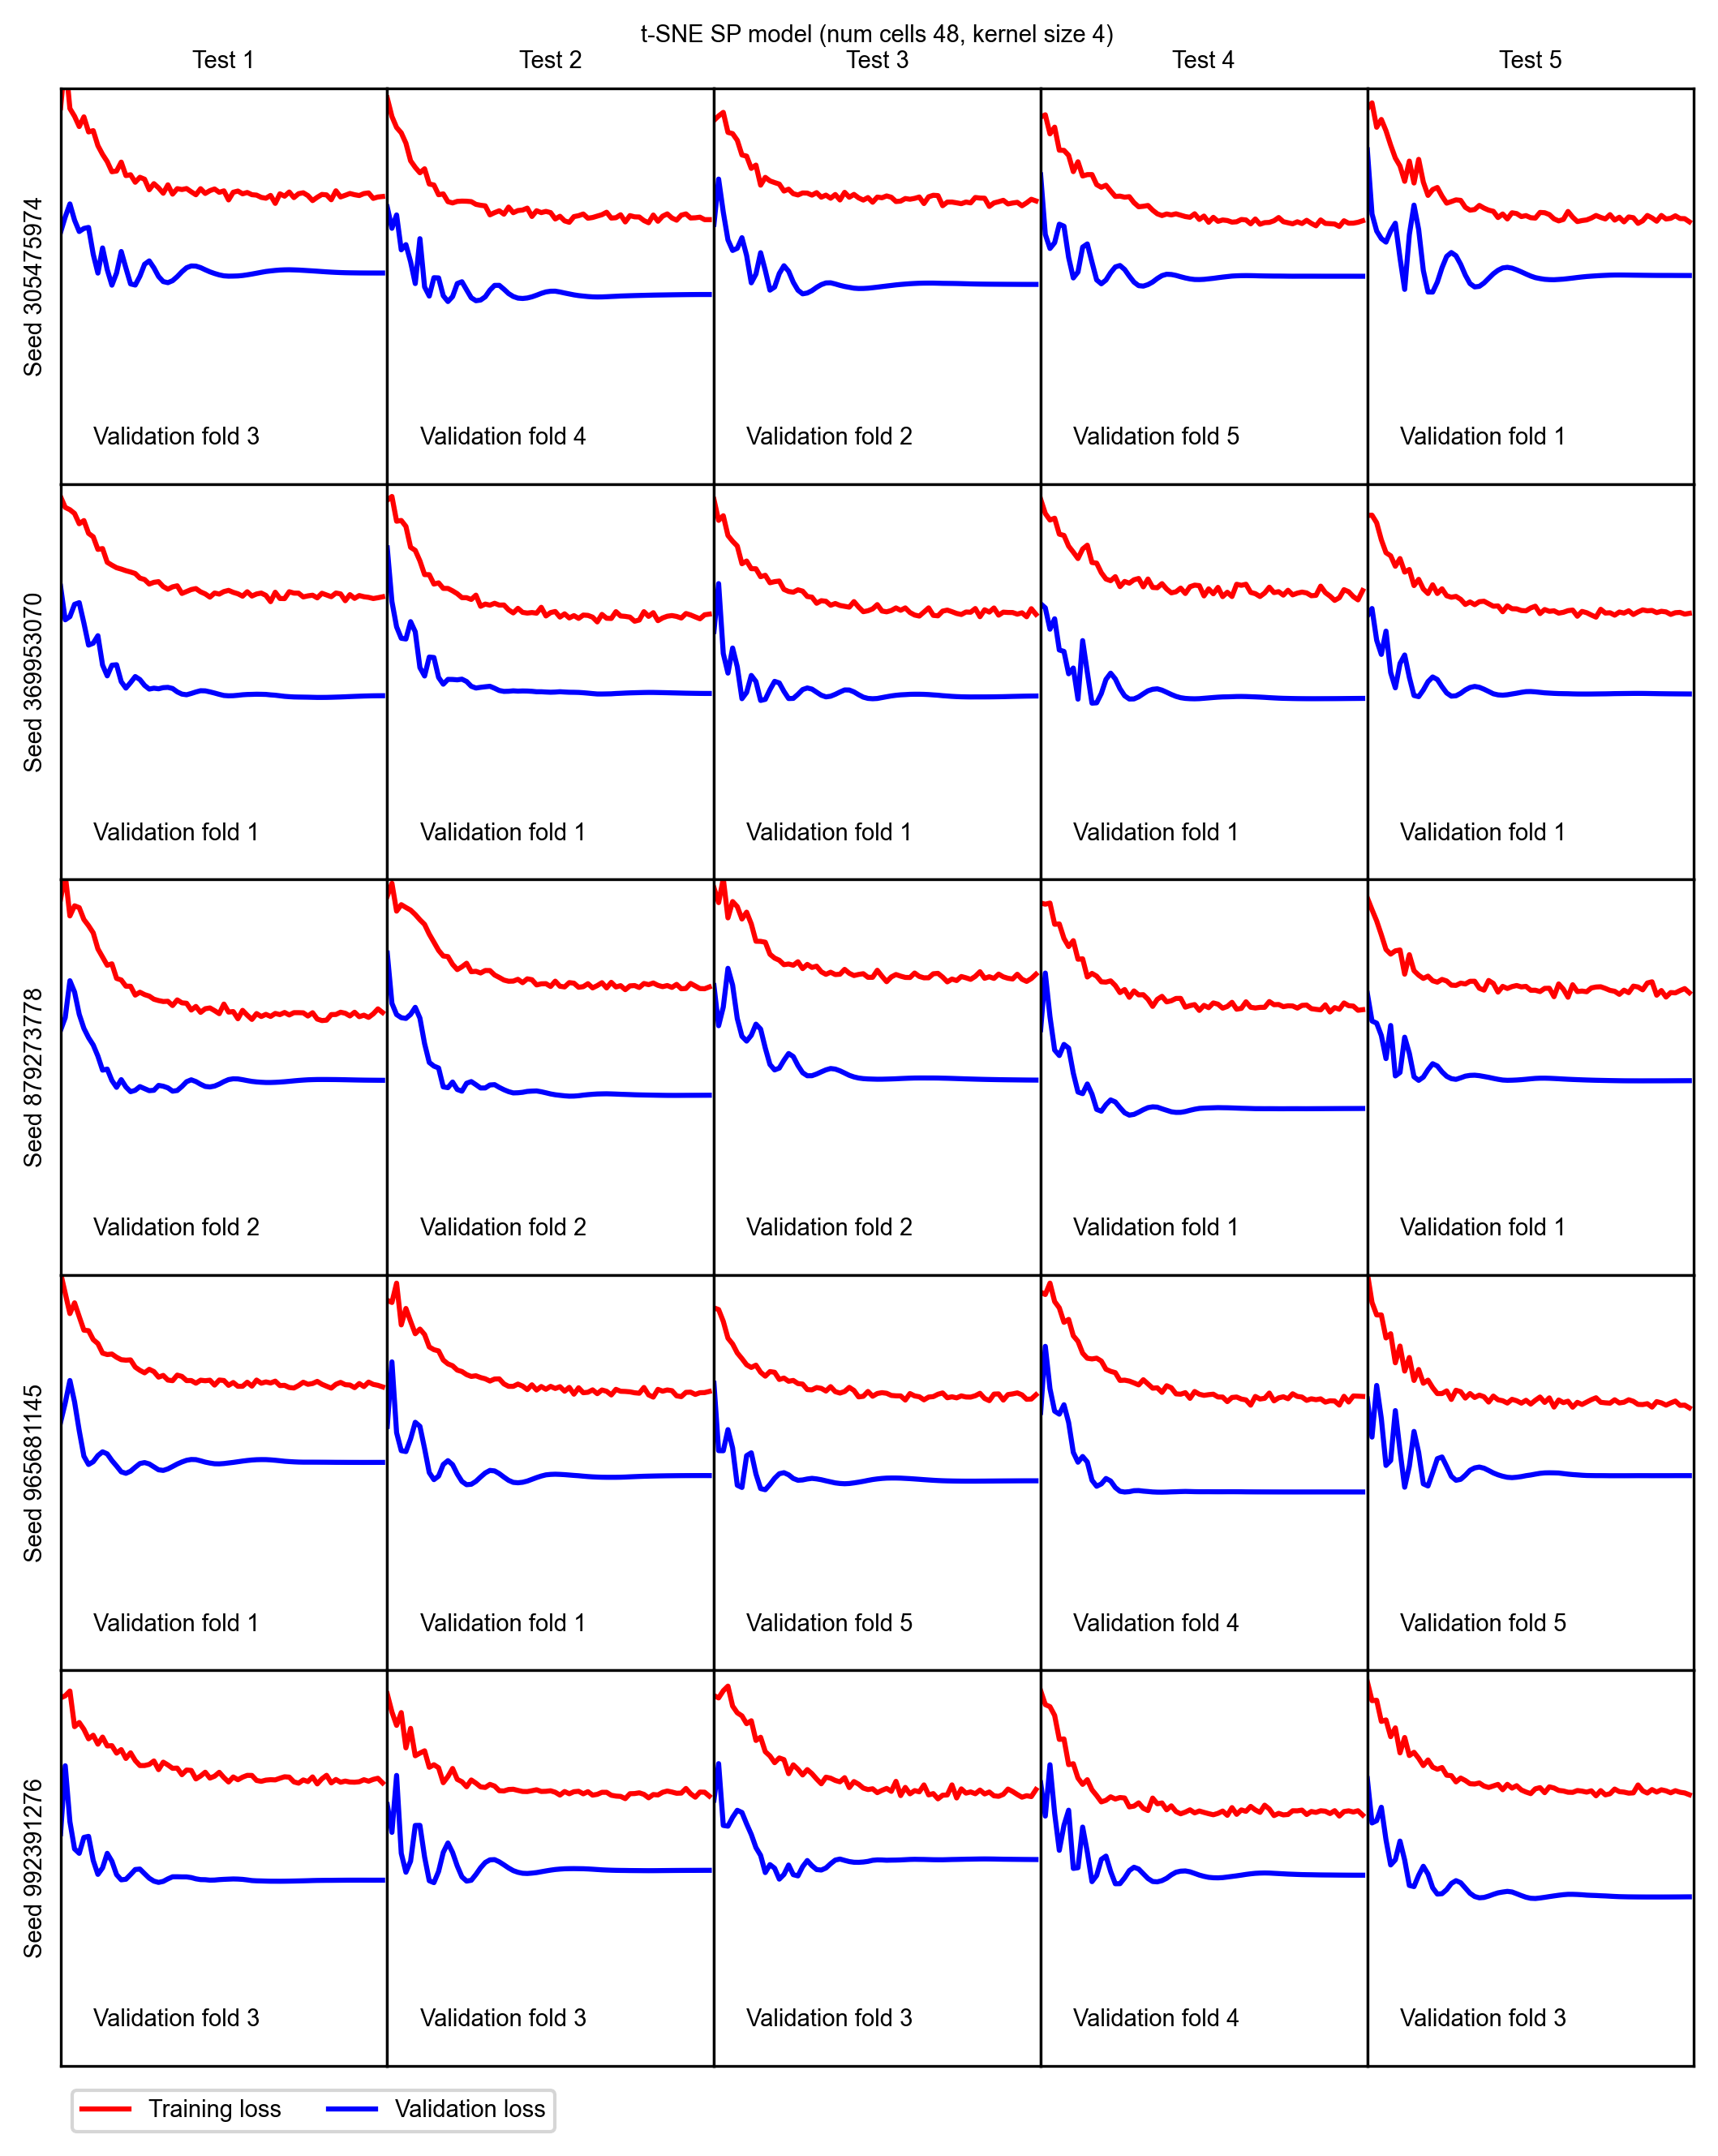 t-SNE SP model (num cells 48, kernel size 4)
Test 1 Test 2 Test 3 Test 4 Test 5
Seed 305475974
Validation fold 3 Validation fold 4 Validation fold 2 Validation fold 5 Validation fold 1
Seed 369953070
Validation fold 1 Validation fold 1 Validation fold 1 Validation fold 1 Validation fold 1
Seed 879273778
Validation fold 2 Validation fold 2 Validation fold 2 Validation fold 1 Validation fold 1
Seed 965681145
Validation fold 1 Validation fold 1 Validation fold 5 Validation fold 4 Validation fold 5
Seed 992391276
Validation fold 3 Validation fold 3 Validation fold 3 Validation fold 4 Validation fold 3
Training loss Validation loss